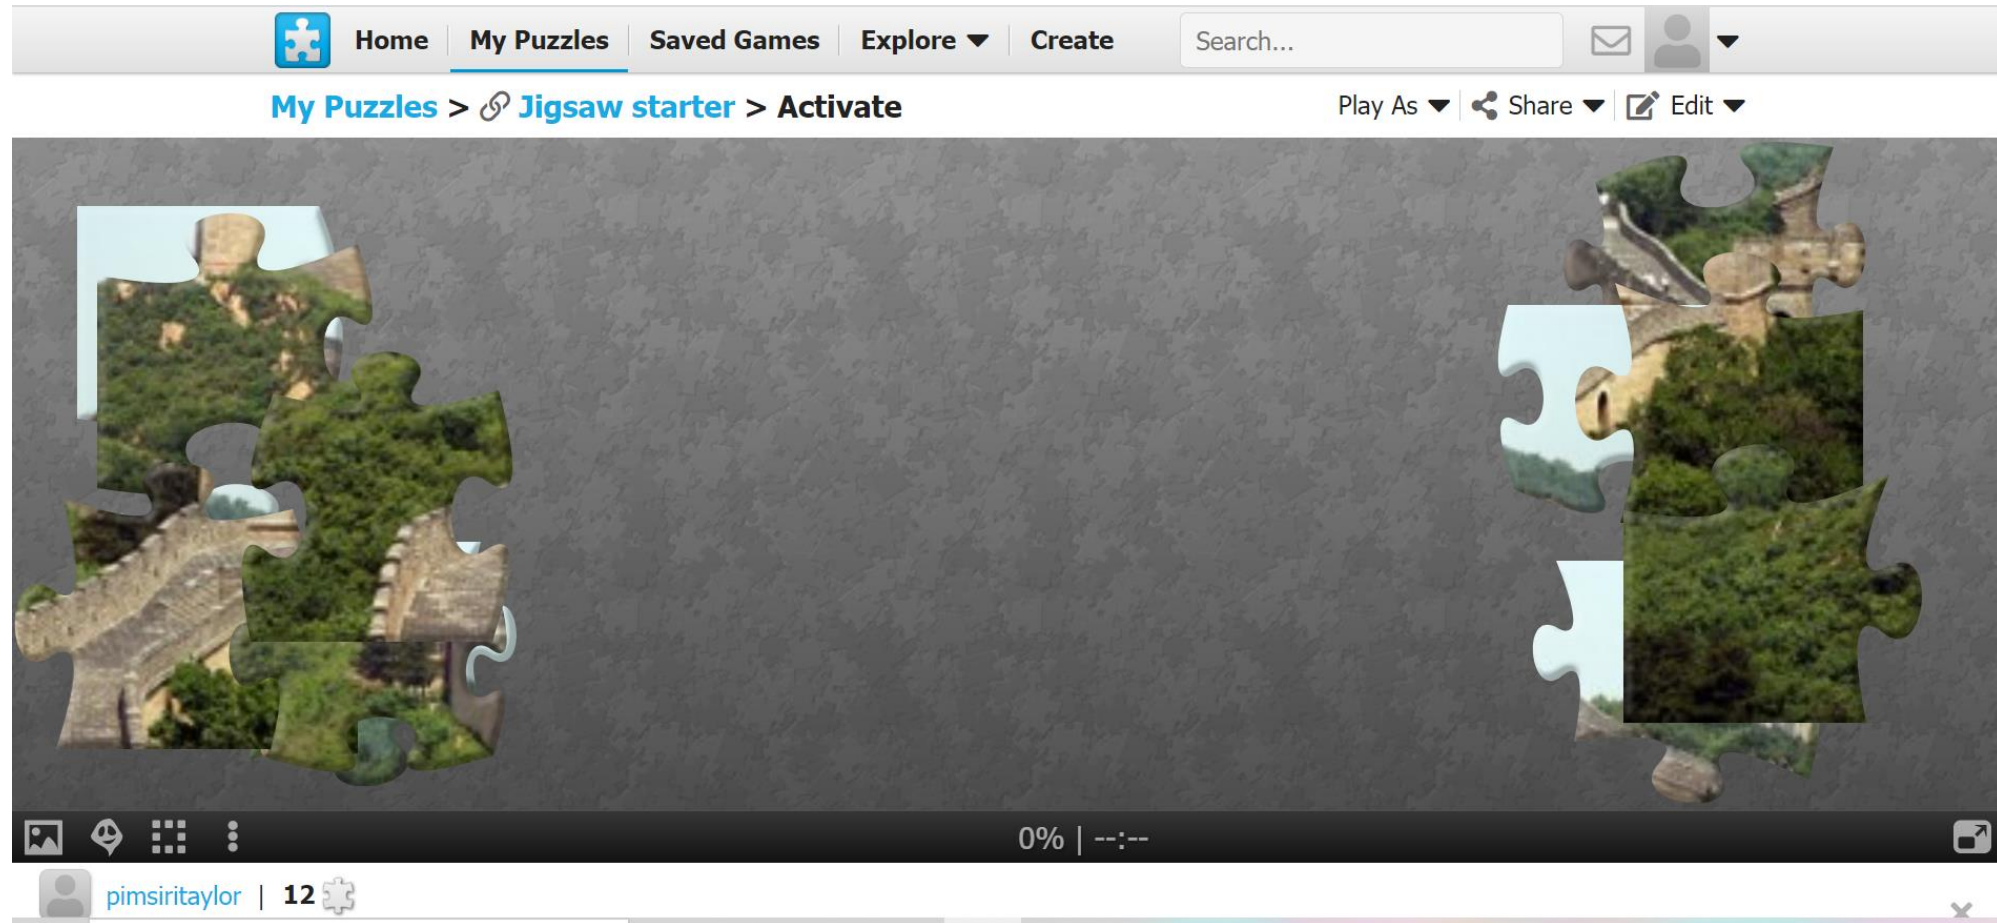 Home My Puzzles Saved Games Explore Create Search...
My Puzzles > Jigsaw starter > Activate Play As Share Edit
0% | --:--
pimsiritaylor | 12